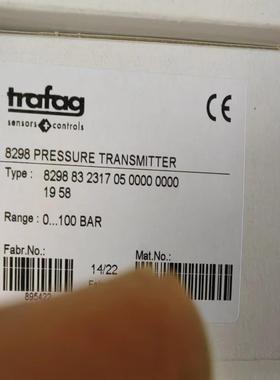 trafag
sensors controls
CE
8298 PRESSURE TRANSMITTER
Type : 8298 83 2317 05 0000 0000
19 58
Range : 0...100 BAR
Fabr.No.: Mat.No.:
14/22